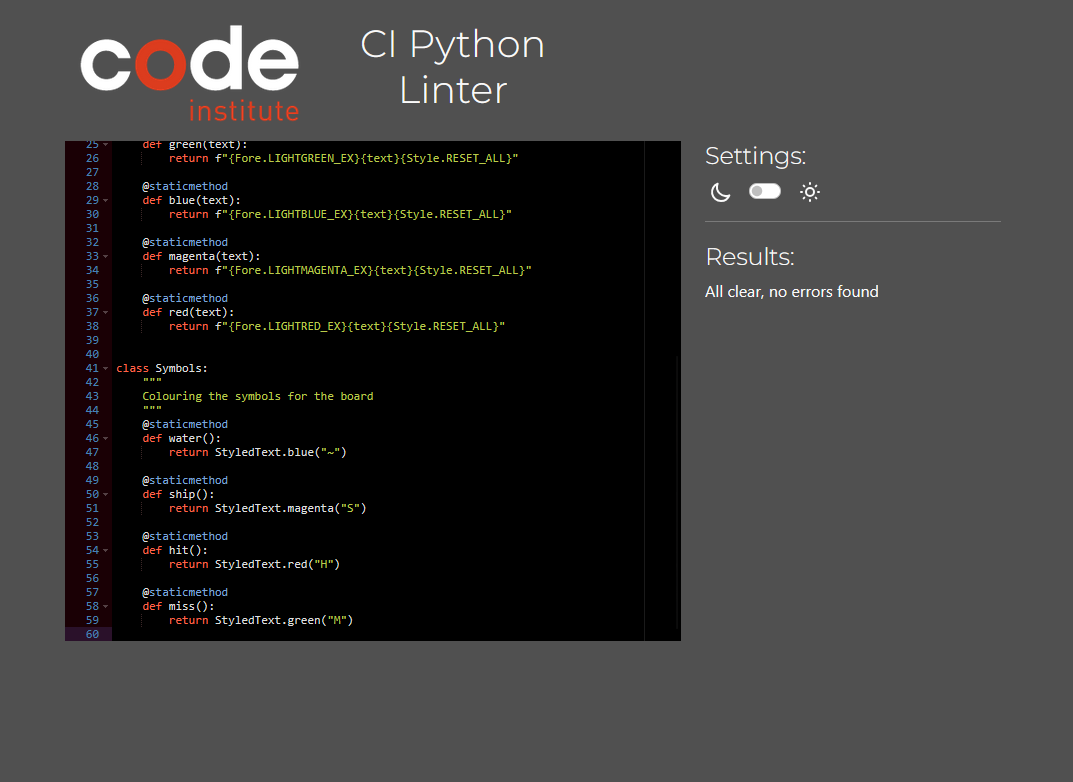 code
institute
CI Python
Linter
25 def green(text):
26 return f"{Fore.LIGHTGREEN_EX}{text}{Style.RESET_ALL}"
27
28 @staticmethod
29 def blue(text):
30 return f"{Fore.LIGHTBLUE_EX}{text}{Style.RESET_ALL}"
31
32 @staticmethod
33 def magenta(text):
34 return f"{Fore.LIGHTMAGENTA_EX}{text}{Style.RESET_ALL}"
35
36 @staticmethod
37 def red(text):
38 return f"{Fore.LIGHTRED_EX}{text}{Style.RESET_ALL}"
39
40
41 class Symbols:
42 """
43 Colouring the symbols for the board
44 """
45 @staticmethod
46 def water():
47 return StyledText.blue("~")
48
49 @staticmethod
50 def ship():
51 return StyledText.magenta("S")
52
53 @staticmethod
54 def hit():
55 return StyledText.red("H")
56
57 @staticmethod
58 def miss():
59 return StyledText.green("M")
60
Settings:
Results:
All clear, no errors found